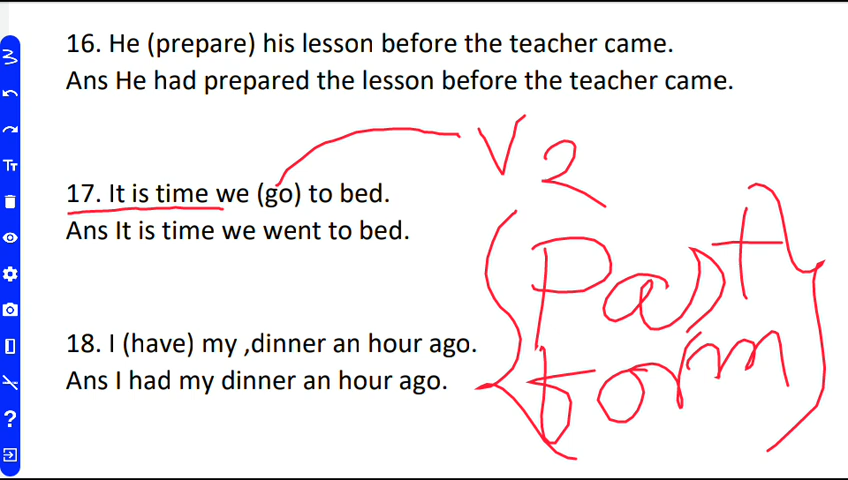 16. He (prepare) his lesson before the teacher came.
Ans He had prepared the lesson before the teacher came.
V2
17. It is time we (go) to bed.
Ans It is time we went to bed.
Past
form
18. I (have) my ,dinner an hour ago.
Ans I had my dinner an hour ago.
Tт
?